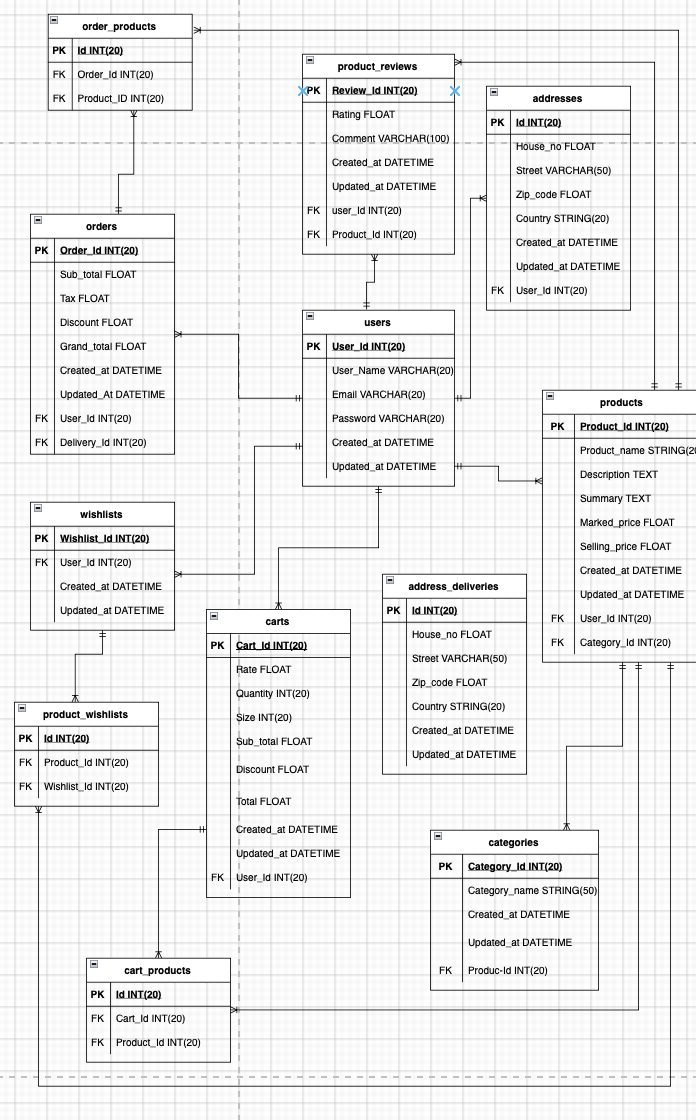 order_products
PK Id INT(20)
FK Order_Id INT(20)
FK Product_ID INT(20)
product_reviews
PK Review_Id INT(20)
Rating FLOAT
Comment VARCHAR(100)
Created_at DATETIME
Updated_at DATETIME
FK user_Id INT(20)
FK Product_Id INT(20)
addresses
PK Id INT(20)
House_no FLOAT
Street VARCHAR(50)
Zip_code FLOAT
Country STRING(20)
Created_at DATETIME
Updated_at DATETIME
FK User_Id INT(20)
orders
PK Order_Id INT(20)
Sub_total FLOAT
Tax FLOAT
Discount FLOAT
Grand_total FLOAT
Created_at DATETIME
Updated_At DATETIME
FK User_Id INT(20)
FK Delivery_Id INT(20)
users
PK User_Id INT(20)
User_Name VARCHAR(20)
Email VARCHAR(20)
Password VARCHAR(20)
Created_at DATETIME
Updated_at DATETIME
products
PK Product_Id INT(20)
Product_name STRING(20
Description TEXT
Summary TEXT
Marked_price FLOAT
Selling_price FLOAT
Created_at DATETIME
Updated_at DATETIME
FK User_Id INT(20)
FK Category_Id INT(20)
wishlists
PK Wishlist_Id INT(20)
FK User_Id INT(20)
Created_at DATETIME
Updated_at DATETIME
address_deliveries
PK Id INT(20)
House_no FLOAT
Street VARCHAR(50)
Zip_code FLOAT
Country STRING(20)
Created_at DATETIME
Updated_at DATETIME
carts
PK Cart_Id INT(20)
Rate FLOAT
Quantity INT(20)
Size INT(20)
Sub_total FLOAT
Discount FLOAT
Total FLOAT
Created_at DATETIME
Updated_at DATETIME
FK User_Id INT(20)
product_wishlists
PK Id INT(20)
FK Product_Id INT(20)
FK Wishlist_Id INT(20)
categories
PK Category_Id INT(20)
Category_name STRING(50)
Created_at DATETIME
Updated_at DATETIME
FK Produc-Id INT(20)
cart_products
PK Id INT(20)
FK Cart_Id INT(20)
FK Product_Id INT(20)